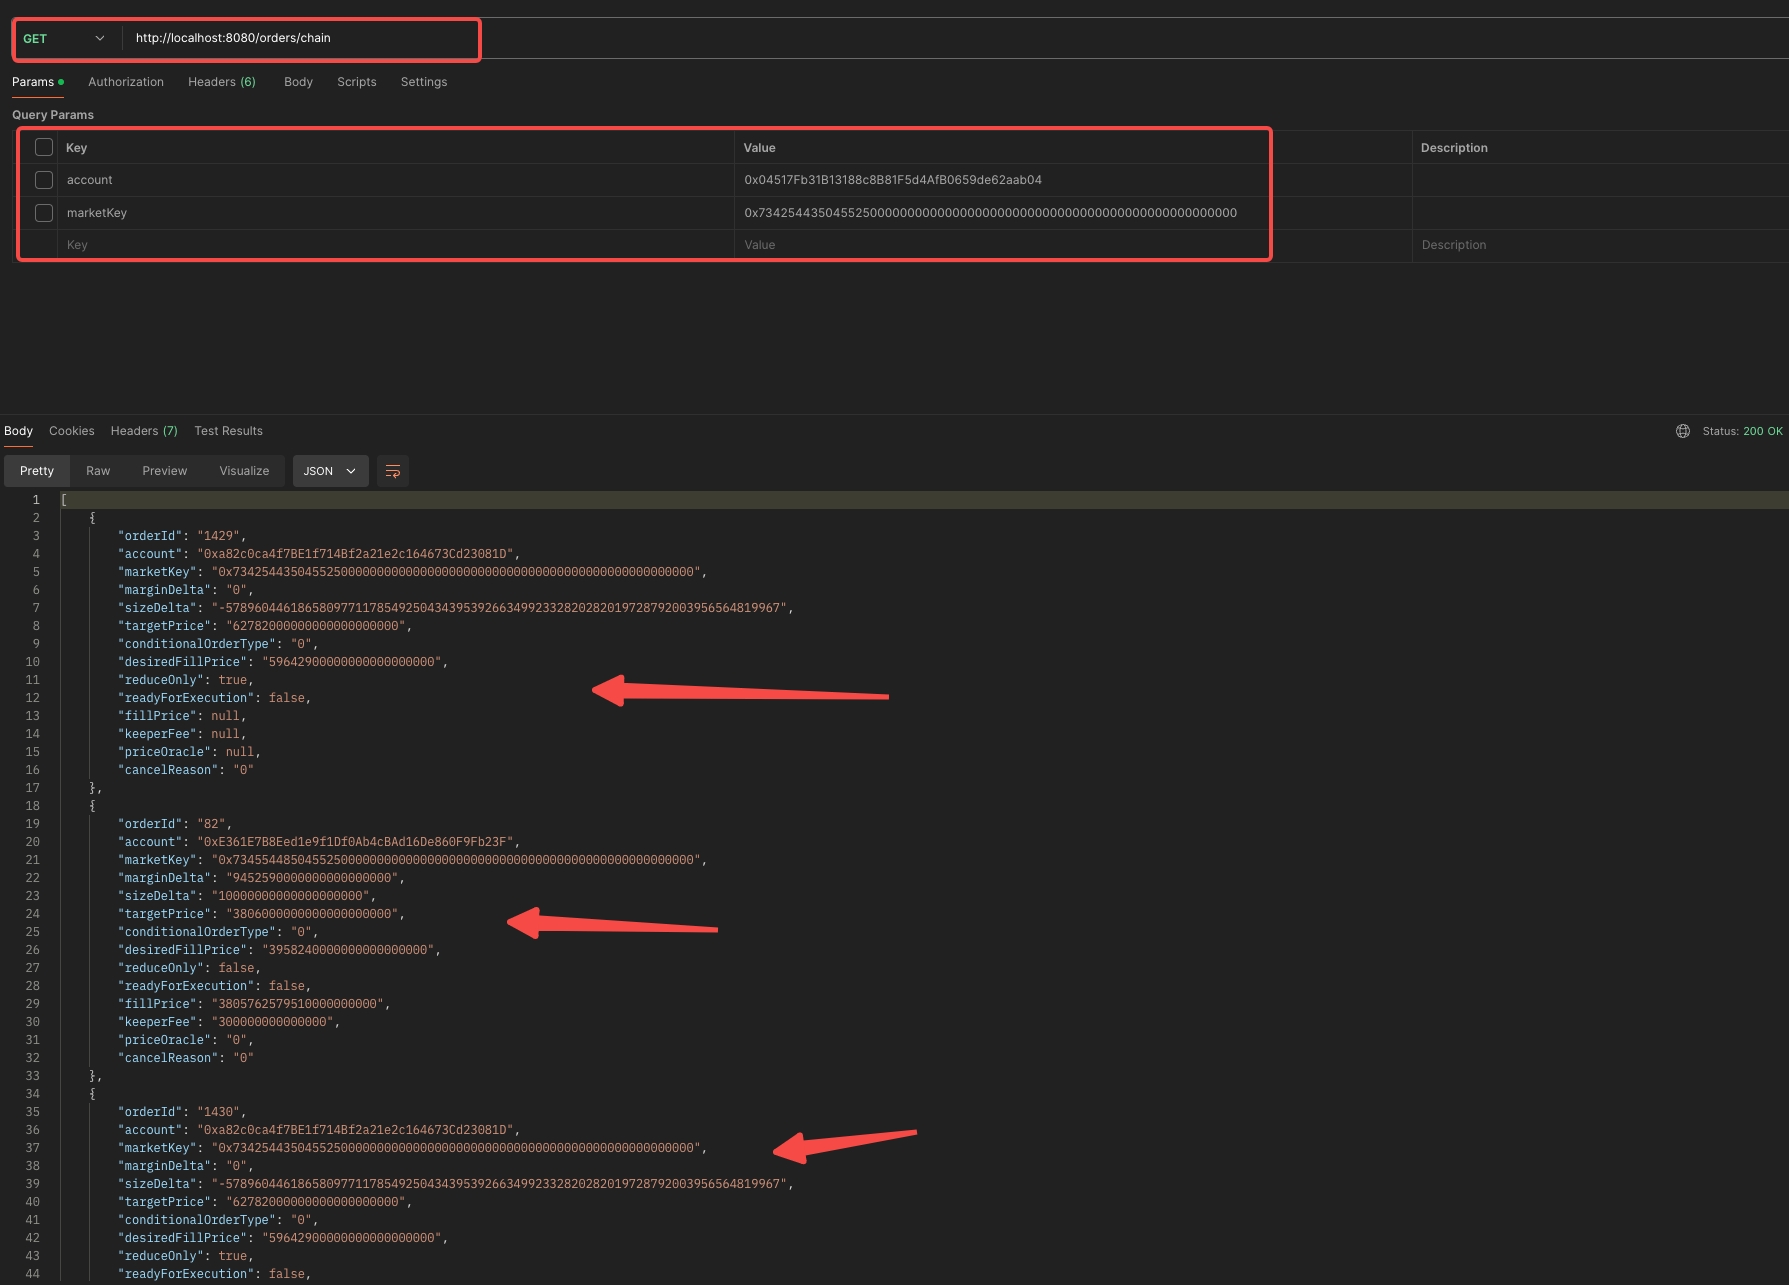 GET http://localhost:8080/orders/chain
Params Authorization Headers (6) Body Scripts Settings
Query Params
Key Value Description
account 0x04517Fb31B13188c8B81F5d4AfB0659de62aab04
marketKey 0x7342544350455250000000000000000000000000000000000000000000000000
Key Value Description
Body Cookies Headers (7) Test Results Status: 200 OK
Pretty Raw Preview Visualize JSON
1 [
2 {
3 "orderId": "1429",
4 "account": "0xa82c0ca4f7BE1f714Bf2a21e2c164673Cd23081D",
5 "marketKey": "0x7342544350455250000000000000000000000000000000000000000000000000",
6 "marginDelta": "0",
7 "sizeDelta": "-57896044618658097711785492504343953926634992332820282019728792003956564819967",
8 "targetPrice": "62782000000000000000000",
9 "conditionalOrderType": "0",
10 "desiredFillPrice": "59642900000000000000000",
11 "reduceOnly": true,
12 "readyForExecution": false,
13 "fillPrice": null,
14 "keeperFee": null,
15 "priceOracle": null,
16 "cancelReason": "0"
17 },
18 {
19 "orderId": "82",
20 "account": "0xE361E7B8Eed1e9f1Df0Ab4cBAd16De860F9Fb23F",
21 "marketKey": "0x7345544850455250000000000000000000000000000000000000000000000000",
22 "marginDelta": "94525900000000000000000",
23 "sizeDelta": "10000000000000000000",
24 "targetPrice": "3806000000000000000000",
25 "conditionalOrderType": "0",
26 "desiredFillPrice": "3958240000000000000000",
27 "reduceOnly": false,
28 "readyForExecution": false,
29 "fillPrice": "3805762579510000000000",
30 "keeperFee": "300000000000000",
31 "priceOracle": "0",
32 "cancelReason": "0"
33 },
34 {
35 "orderId": "1430",
36 "account": "0xa82c0ca4f7BE1f714Bf2a21e2c164673Cd23081D",
37 "marketKey": "0x7342544350455250000000000000000000000000000000000000000000000000",
38 "marginDelta": "0",
39 "sizeDelta": "-57896044618658097711785492504343953926634992332820282019728792003956564819967",
40 "targetPrice": "62782000000000000000000",
41 "conditionalOrderType": "0",
42 "desiredFillPrice": "59642900000000000000000",
43 "reduceOnly": true,
44 "readyForExecution": false,